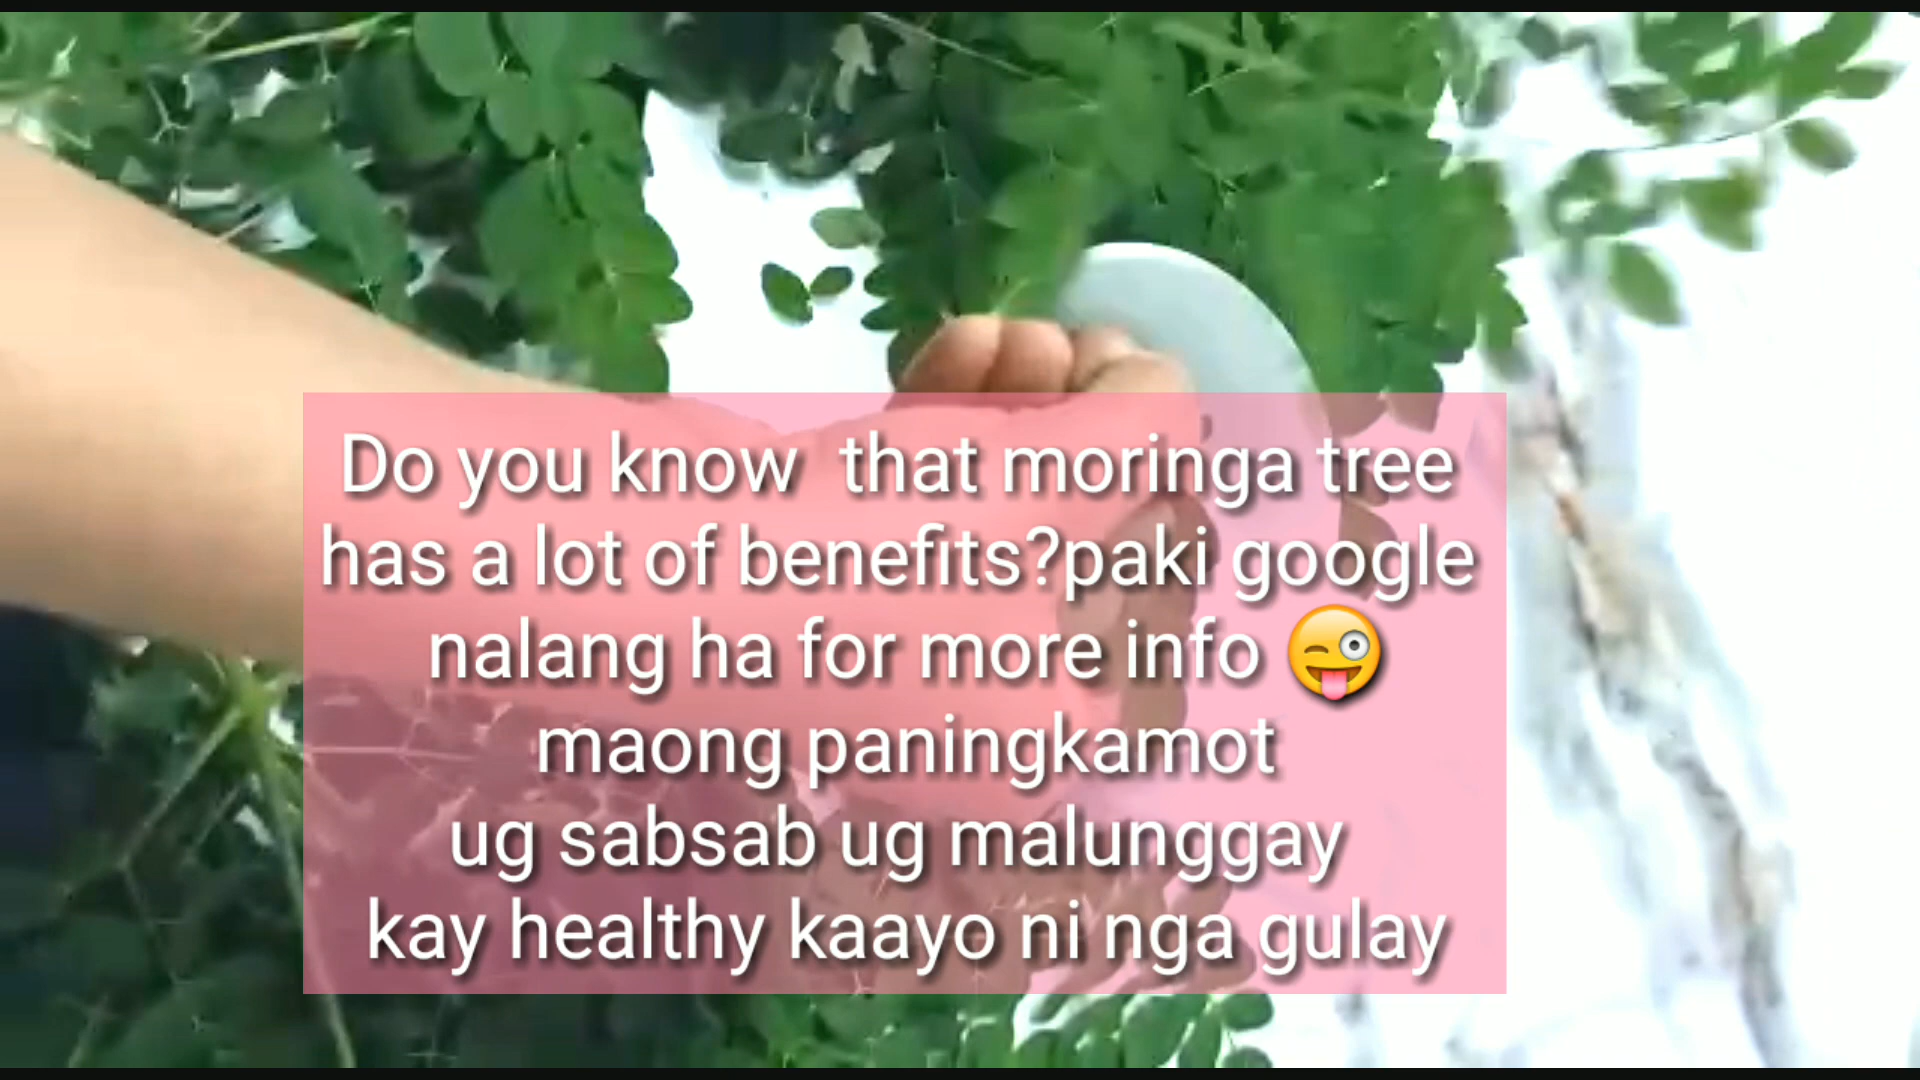 Do you know  that moringa tree
has a lot of benefits?paki google
nalang ha for more info 😜
maong paningkamot
ug sabsab ug malunggay
kay healthy kaayo ni nga gulay